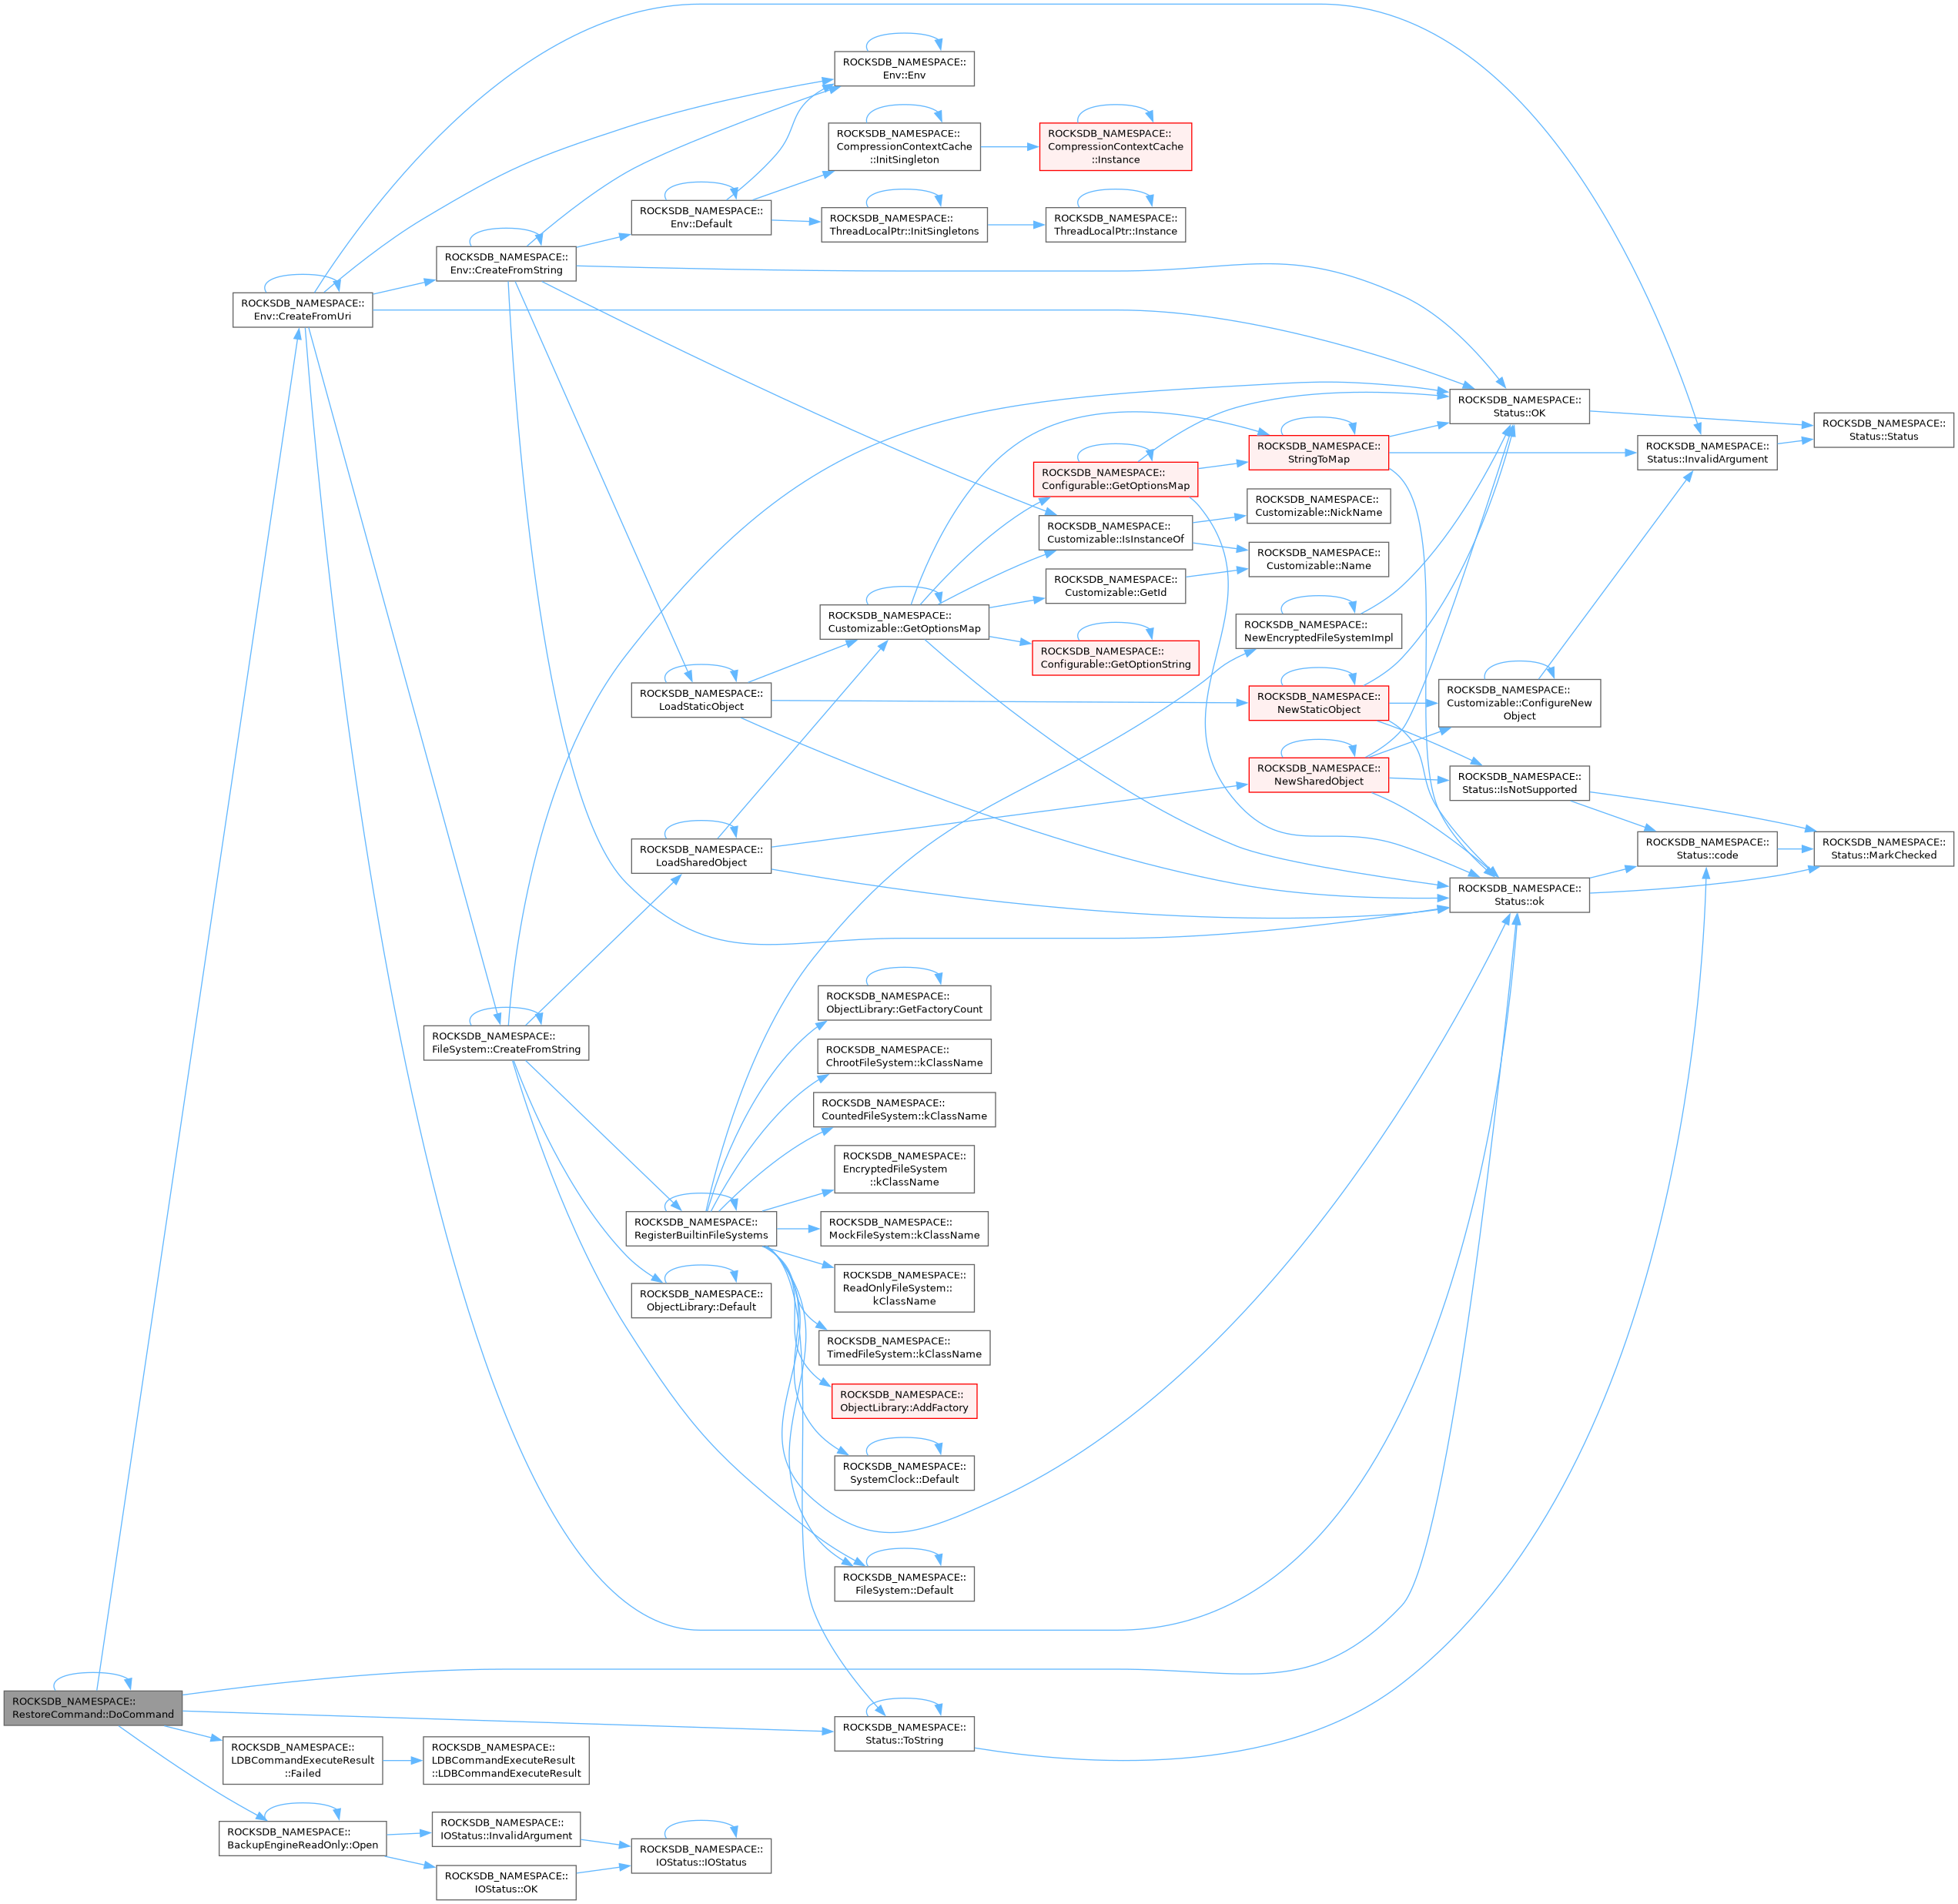 ROCKSDB_NAMESPACE::
Env::Env
ROCKSDB_NAMESPACE::
CompressionContextCache
::InitSingleton
ROCKSDB_NAMESPACE::
CompressionContextCache
::Instance
ROCKSDB_NAMESPACE::
Env::Default
ROCKSDB_NAMESPACE::
ThreadLocalPtr::InitSingletons
ROCKSDB_NAMESPACE::
ThreadLocalPtr::Instance
ROCKSDB_NAMESPACE::
Env::CreateFromString
ROCKSDB_NAMESPACE::
Env::CreateFromUri
ROCKSDB_NAMESPACE::
Status::OK
ROCKSDB_NAMESPACE::
Status::Status
ROCKSDB_NAMESPACE::
StringToMap
ROCKSDB_NAMESPACE::
Status::InvalidArgument
ROCKSDB_NAMESPACE::
Configurable::GetOptionsMap
ROCKSDB_NAMESPACE::
Customizable::NickName
ROCKSDB_NAMESPACE::
Customizable::IsInstanceOf
ROCKSDB_NAMESPACE::
Customizable::Name
ROCKSDB_NAMESPACE::
Customizable::GetId
ROCKSDB_NAMESPACE::
Customizable::GetOptionsMap
ROCKSDB_NAMESPACE::
NewEncryptedFileSystemImpl
ROCKSDB_NAMESPACE::
Configurable::GetOptionString
ROCKSDB_NAMESPACE::
LoadStaticObject
ROCKSDB_NAMESPACE::
NewStaticObject
ROCKSDB_NAMESPACE::
Customizable::ConfigureNew
Object
ROCKSDB_NAMESPACE::
NewSharedObject
ROCKSDB_NAMESPACE::
Status::IsNotSupported
ROCKSDB_NAMESPACE::
LoadSharedObject
ROCKSDB_NAMESPACE::
Status::code
ROCKSDB_NAMESPACE::
Status::MarkChecked
ROCKSDB_NAMESPACE::
Status::ok
ROCKSDB_NAMESPACE::
ObjectLibrary::GetFactoryCount
ROCKSDB_NAMESPACE::
FileSystem::CreateFromString
ROCKSDB_NAMESPACE::
ChrootFileSystem::kClassName
ROCKSDB_NAMESPACE::
CountedFileSystem::kClassName
ROCKSDB_NAMESPACE::
EncryptedFileSystem
::kClassName
ROCKSDB_NAMESPACE::
RegisterBuiltinFileSystems
ROCKSDB_NAMESPACE::
MockFileSystem::kClassName
ROCKSDB_NAMESPACE::
ReadOnlyFileSystem::
kClassName
ROCKSDB_NAMESPACE::
ObjectLibrary::Default
ROCKSDB_NAMESPACE::
TimedFileSystem::kClassName
ROCKSDB_NAMESPACE::
ObjectLibrary::AddFactory
ROCKSDB_NAMESPACE::
SystemClock::Default
ROCKSDB_NAMESPACE::
FileSystem::Default
ROCKSDB_NAMESPACE::
RestoreCommand::DoCommand
ROCKSDB_NAMESPACE::
Status::ToString
ROCKSDB_NAMESPACE::
LDBCommandExecuteResult
::Failed
ROCKSDB_NAMESPACE::
LDBCommandExecuteResult
::LDBCommandExecuteResult
ROCKSDB_NAMESPACE::
BackupEngineReadOnly::Open
ROCKSDB_NAMESPACE::
IOStatus::InvalidArgument
ROCKSDB_NAMESPACE::
IOStatus::IOStatus
ROCKSDB_NAMESPACE::
IOStatus::OK